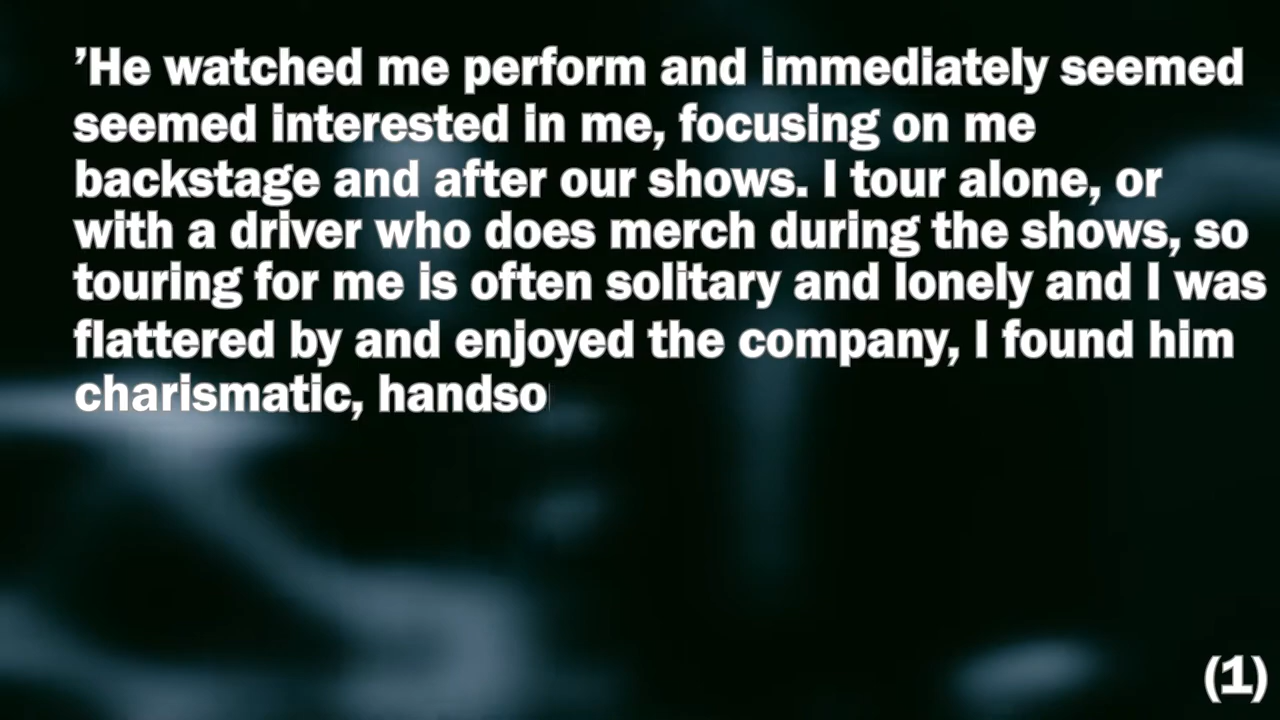 ’He watched me perform and immediately seemed
seemed interested in me, focusing on me
backstage and after our shows. I tour alone, or
with a driver who does merch during the shows, so
touring for me is often solitary and lonely and I was
flattered by and enjoyed the company, I found him
charismatic, handso
(1)